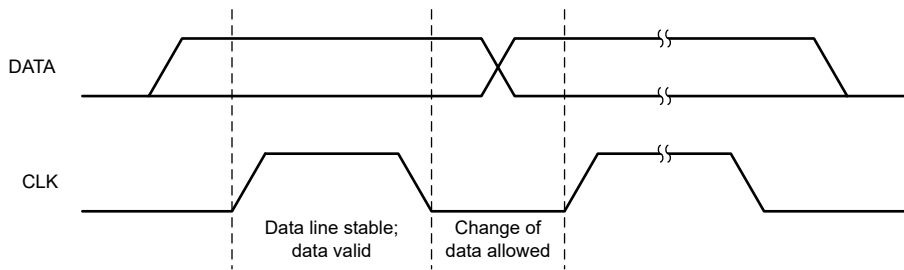 DATA
CLK
Data line stable;
data valid
Change of
data allowed